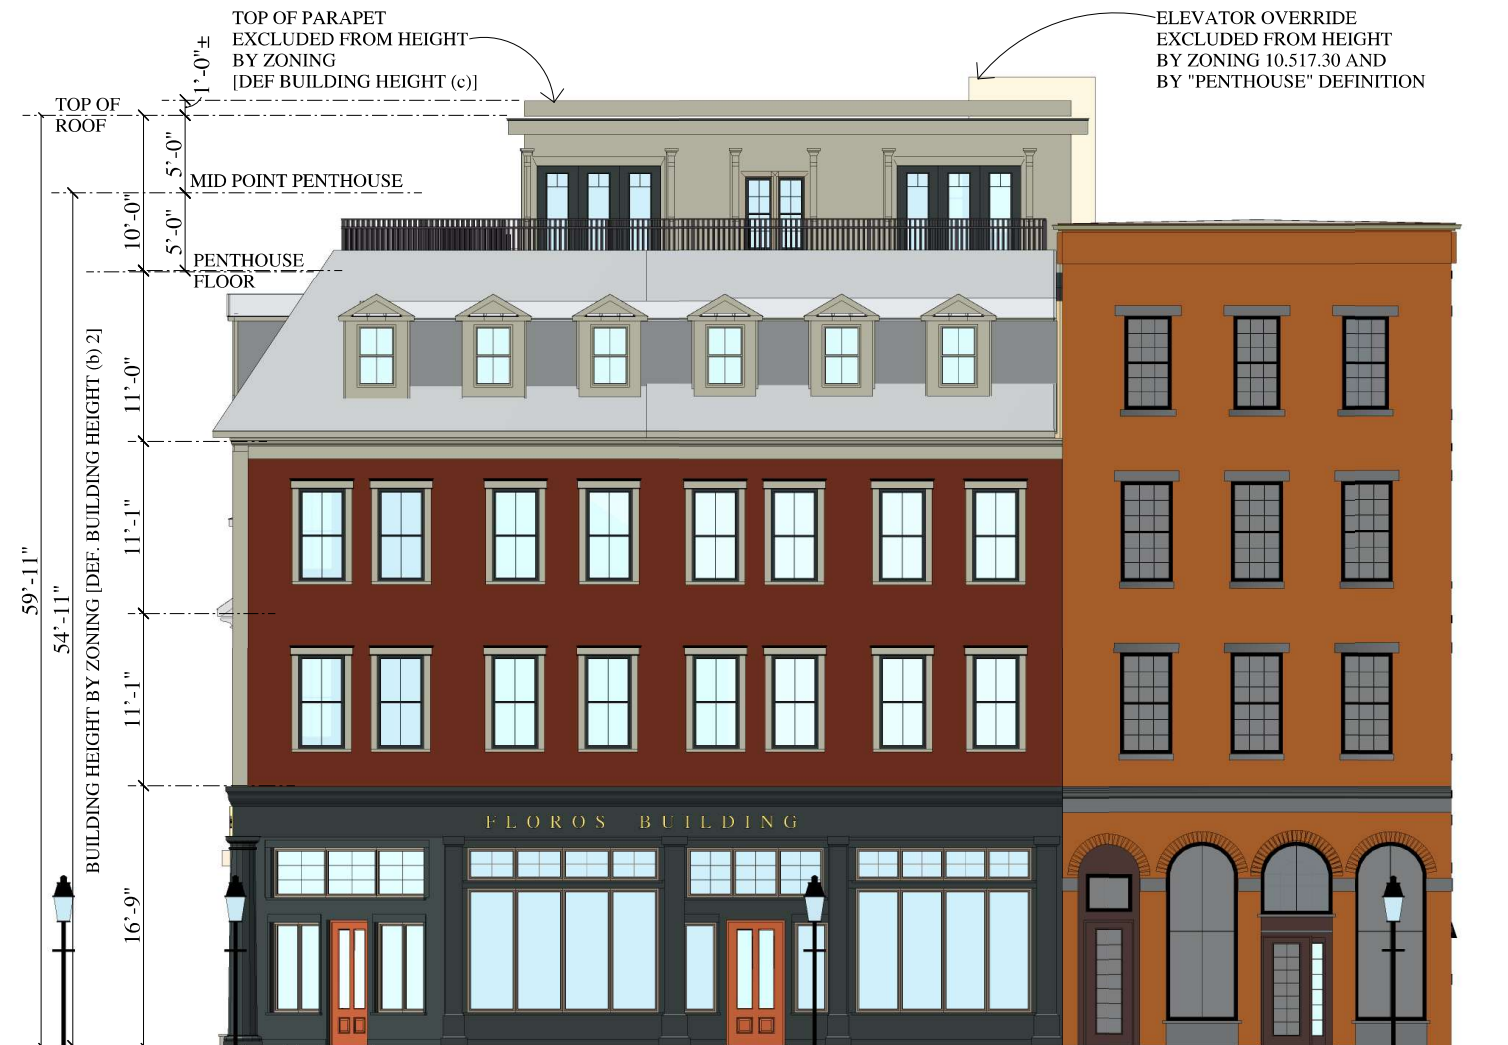 TOP OF PARAPET
EXCLUDED FROM HEIGHT
BY ZONING
[DEF BUILDING HEIGHT (c)]
ELEVATOR OVERRIDE
EXCLUDED FROM HEIGHT
BY ZONING 10.517.30 AND
BY "PENTHOUSE" DEFINITION
1'-0"±
TOP OF
ROOF
5'-0"
MID POINT PENTHOUSE
10'-0"
5'-0"
PENTHOUSE
FLOOR
11'-0"
11'-1"
11'-1"
16'-9"
59'-11"
54'-11"
BUILDING HEIGHT BY ZONING [DEF. BUILDING HEIGHT (b) 2]
FLOROS BUILDING